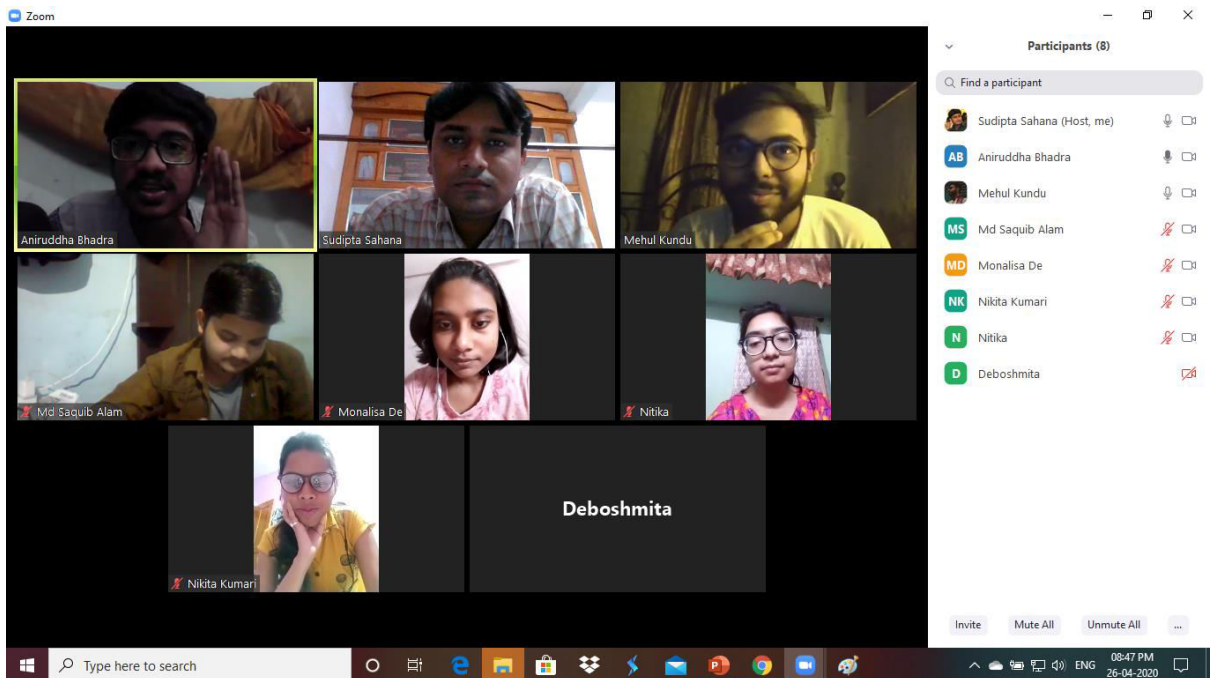 Zoom
Participants (8)
Find a participant
Sudipta Sahana (Host, me)
AB Aniruddha Bhadra
Mehul Kundu
MS Md Saquib Alam
MD Monalisa De
NK Nikita Kumari
N Nitika
D Deboshmita
Aniruddha Bhadra
Sudipta Sahana
Mehul Kundu
Md Saquib Alam
Monalisa De
Nitika
Nikita Kumari
Deboshmita
Invite Mute All Unmute All ...
Type here to search
ENG
08:47 PM
26-04-2020